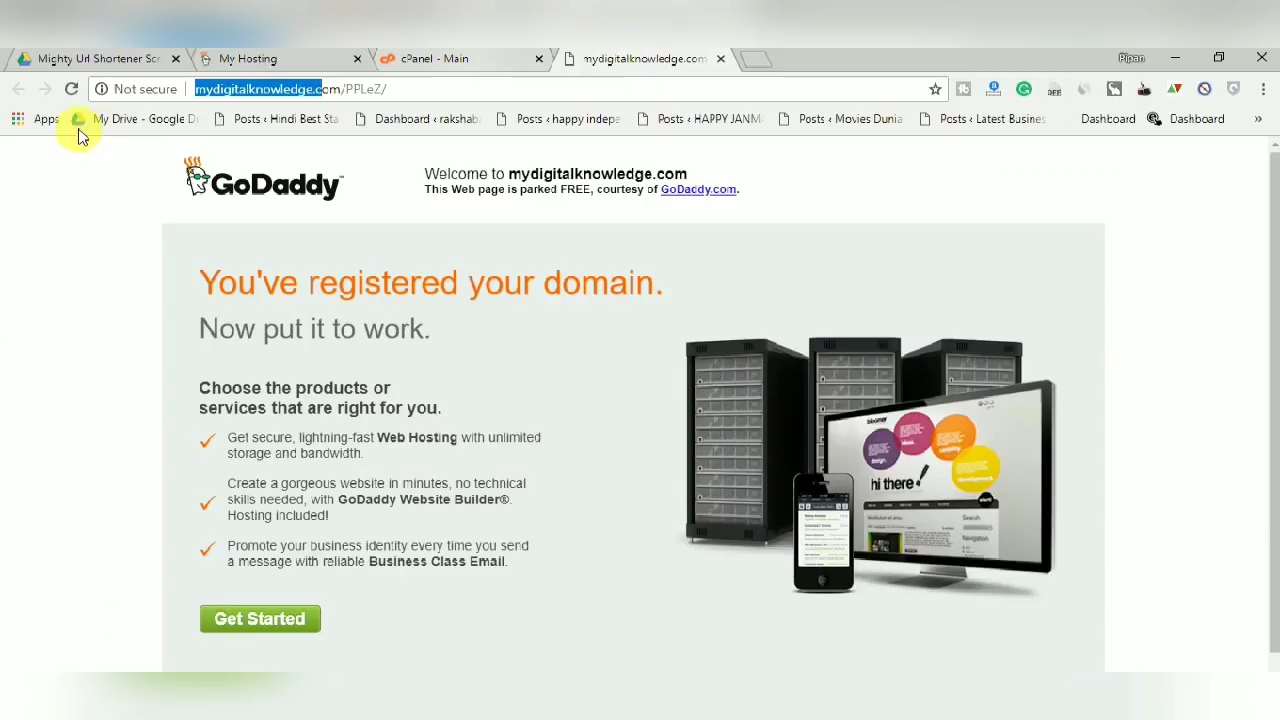 Mighty Url Shortener Scr
My Hosting
cPanel - Main
mydigitalknowledge.com
Pipan
Not secure
mydigitalknowledge.com/PPLeZ/
Apps
My Drive - Google D
Posts ‹ Hindi Best Sta
Dashboard ‹ rakshab
Posts ‹ happy indepe
Posts ‹ HAPPY JANM
Posts ‹ Movies Dunia
Posts ‹ Latest Busines
Dashboard
Dashboard
»
GoDaddy
Welcome to mydigitalknowledge.com
This Web page is parked FREE, courtesy of GoDaddy.com.
You've registered your domain.
Now put it to work.
Choose the products or
services that are right for you.
Get secure, lightning-fast Web Hosting with unlimited
storage and bandwidth.
Create a gorgeous website in minutes, no technical
skills needed, with GoDaddy Website Builder®.
Hosting included!
Promote your business identity every time you send
a message with reliable Business Class Email.
Get Started
bloomer
hi there
Search
Navigation